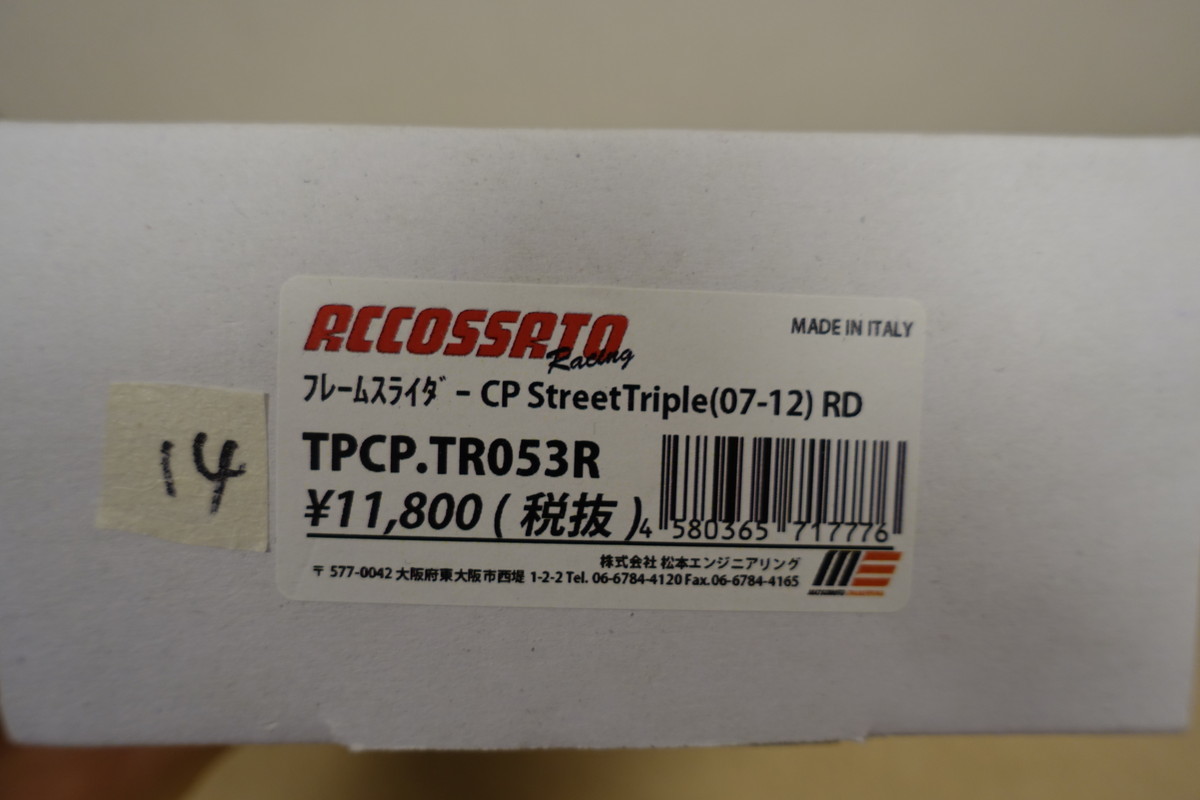 ACCOSSATO
Racing
MADE IN ITALY
フレームスライダー CP StreetTriple(07-12) RD
TPCP.TR053R
¥11,800 (税抜)
4 580365 717776
株式会社 松本エンジニアリング
〒577-0042 大阪府東大阪市西堤 1-2-2 Tel. 06-6784-4120 Fax.06-6784-4165
14